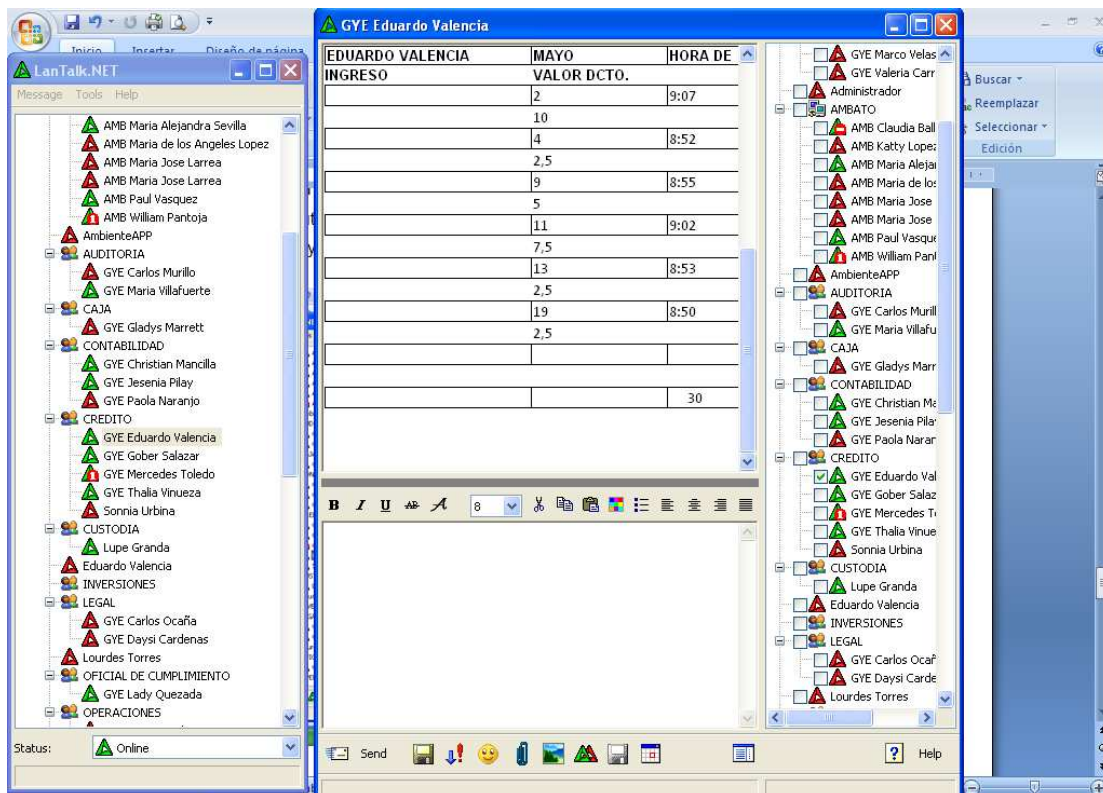 Inicio Insertar Diseño de página
Buscar
Reemplazar
Seleccionar
Edición
LanTalk.NET
Message Tools Help
AMB Maria Alejandra Sevilla
AMB Maria de los Angeles Lopez
AMB Maria Jose Larrea
AMB Maria Jose Larrea
AMB Paul Vasquez
AMB William Pantoja
AmbienteAPP
AUDITORIA
GYE Carlos Murillo
GYE Maria Villafuerte
CAJA
GYE Gladys Marrett
CONTABILIDAD
GYE Christian Mancilla
GYE Jesenia Pilay
GYE Paola Naranjo
CREDITO
GYE Eduardo Valencia
GYE Gober Salazar
GYE Mercedes Toledo
GYE Thalia Vinueza
Sonnia Urbina
CUSTODIA
Lupe Granda
Eduardo Valencia
INVERSIONES
LEGAL
GYE Carlos Ocaña
GYE Daysi Cardenas
Lourdes Torres
OFICIAL DE CUMPLIMIENTO
GYE Lady Quezada
OPERACIONES
Status: Online
GYE Eduardo Valencia
EDUARDO VALENCIA MAYO HORA DE
INGRESO VALOR DCTO.
2 9:07
10
4 8:52
2,5
9 8:55
5
11 9:02
7,5
13 8:53
2,5
19 8:50
2,5
30
B I U AB A 8
Send
Help
GYE Marco Velas
GYE Valeria Carr
Administrador
AMBATO
AMB Claudia Ball
AMB Katty Lopez
AMB Maria Alejan
AMB Maria de los
AMB Maria Jose
AMB Maria Jose
AMB Paul Vasque
AMB William Pant
AmbienteAPP
AUDITORIA
GYE Carlos Murill
GYE Maria Villafu
CAJA
GYE Gladys Marr
CONTABILIDAD
GYE Christian Ma
GYE Jesenia Pilay
GYE Paola Naran
CREDITO
GYE Eduardo Val
GYE Gober Salaz
GYE Mercedes To
GYE Thalia Vinue
Sonnia Urbina
CUSTODIA
Lupe Granda
Eduardo Valencia
INVERSIONES
LEGAL
GYE Carlos Ocañ
GYE Daysi Carde
Lourdes Torres